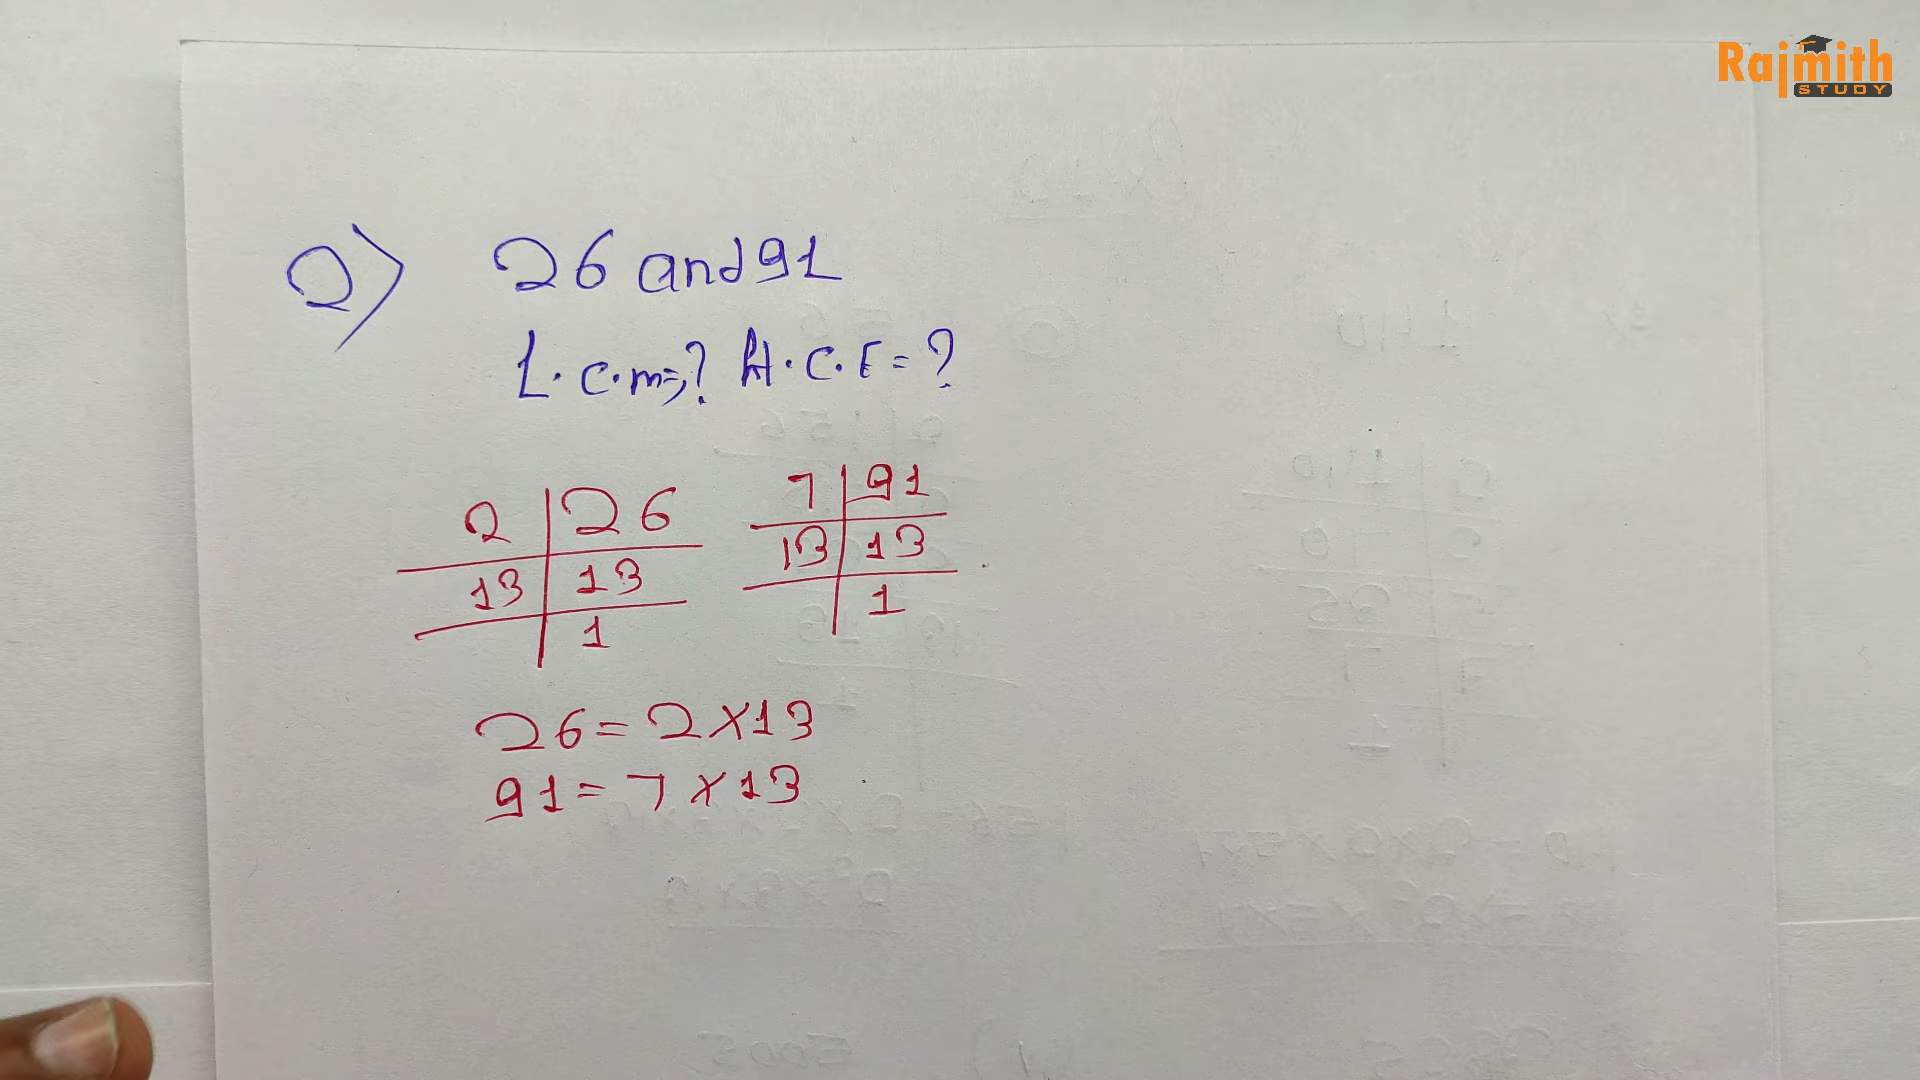 Rajmith
STUDY
2) 26 and 91
L.C.m=? H.C.F=?
2 | 26
13 | 13
1
7 | 91
13 | 13
1
26=2×13
91=7×13